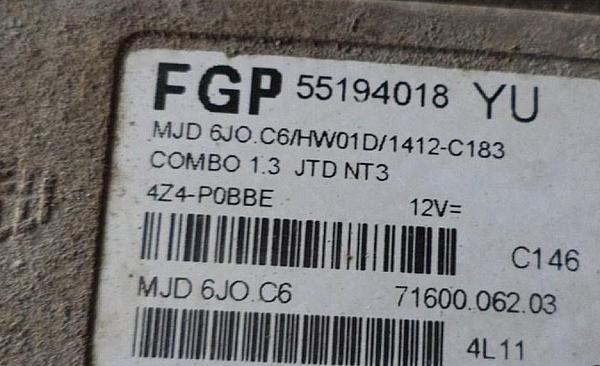 FGP 55194018 YU
MJD 6JO.C6/HW01D/1412-C183
COMBO 1.3 JTD NT3
4Z4-P0BBE 12V=
C146
MJD 6JO.C6 71600.062.03
4L11